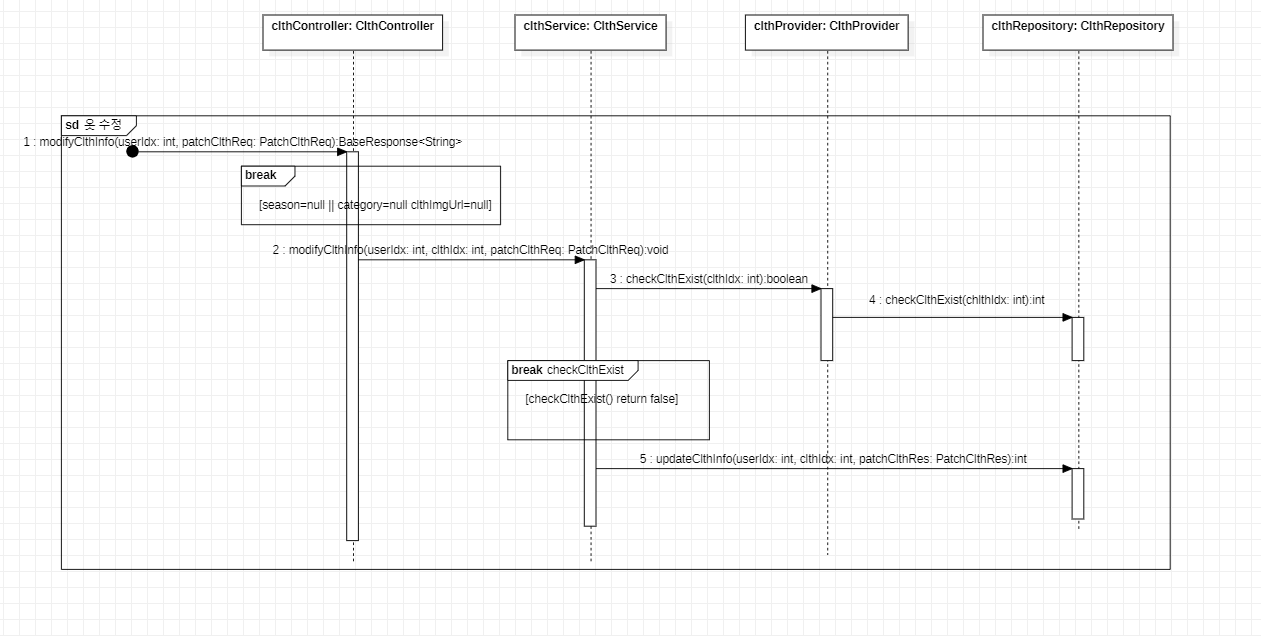 clthController: ClthController
clthService: ClthService
clthProvider: ClthProvider
clthRepository: ClthRepository
sd 옷 수정
1 : modifyClthInfo(userIdx: int, patchClthReq: PatchClthReq):BaseResponse<String>
break
[season=null || category=null clthImgUrl=null]
2 : modifyClthInfo(userIdx: int, clthIdx: int, patchClthReq: PatchClthReq):void
3 : checkClthExist(clthIdx: int):boolean
4 : checkClthExist(chlthIdx: int):int
break checkClthExist
[checkClthExist() return false]
5 : updateClthInfo(userIdx: int, clthIdx: int, patchClthRes: PatchClthRes):int